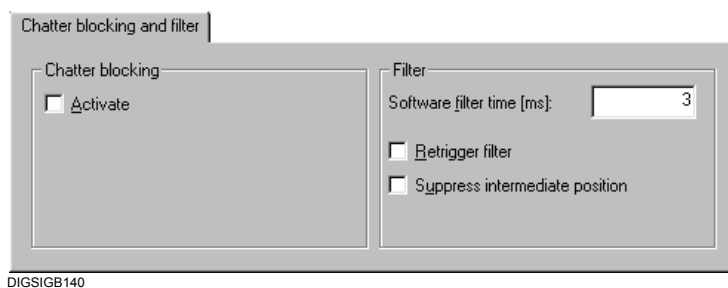 Chatter blocking and filter
Chatter blocking
Activate
Filter
Software filter time [ms]: 3
Retrigger filter
Suppress intermediate position
DIGSIGB140